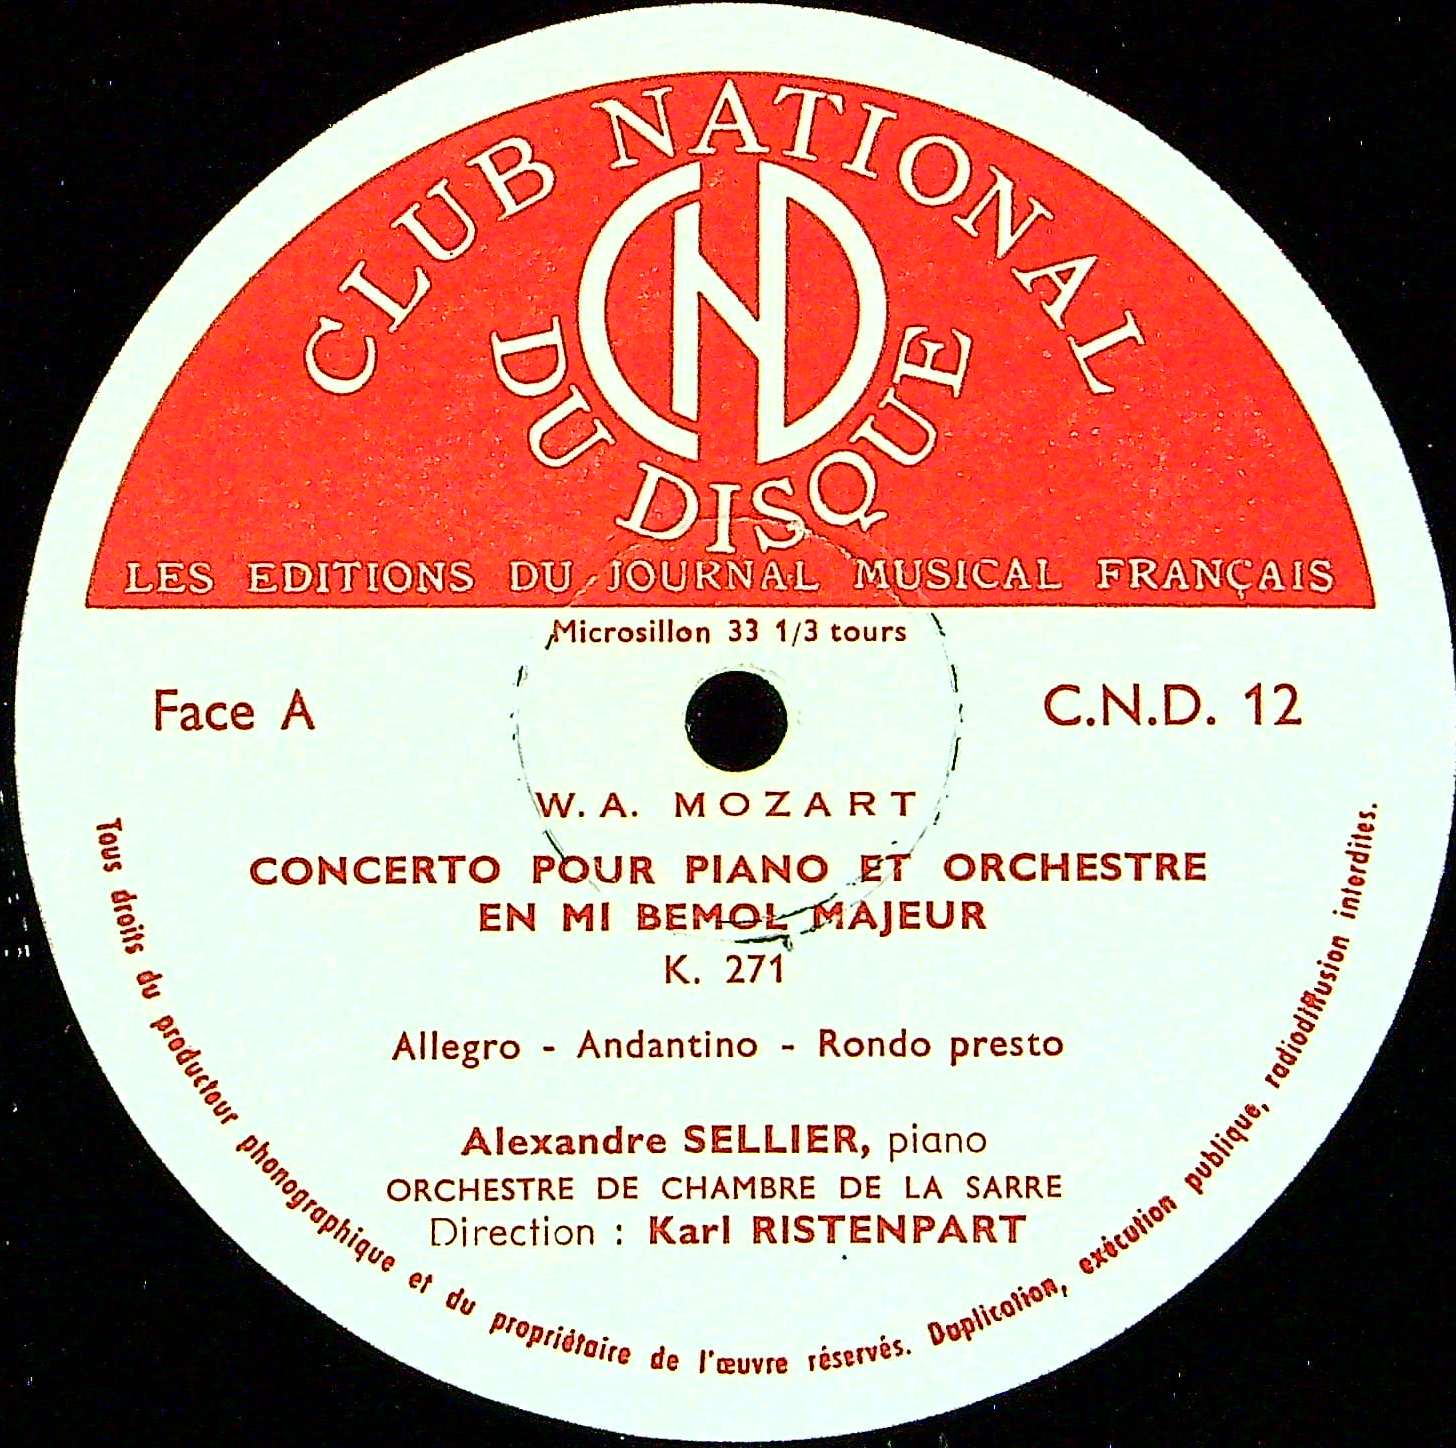 CLUB NATIONAL
CND
DU DISQUE
LES EDITIONS DU JOURNAL MUSICAL FRANÇAIS
Microsillon 33 1/3 tours
Face A
C.N.D. 12
W. A. MOZART
CONCERTO POUR PIANO ET ORCHESTRE
EN MI BEMOL MAJEUR
K. 271
Allegro - Andantino - Rondo presto
Alexandre SELLIER, piano
ORCHESTRE DE CHAMBRE DE LA SARRE
Direction : Karl RISTENPART
Tous droits du producteur phonographique et du propriétaire de l'œuvre réservés. Duplication, exécution publique, radiodiffusion interdites.